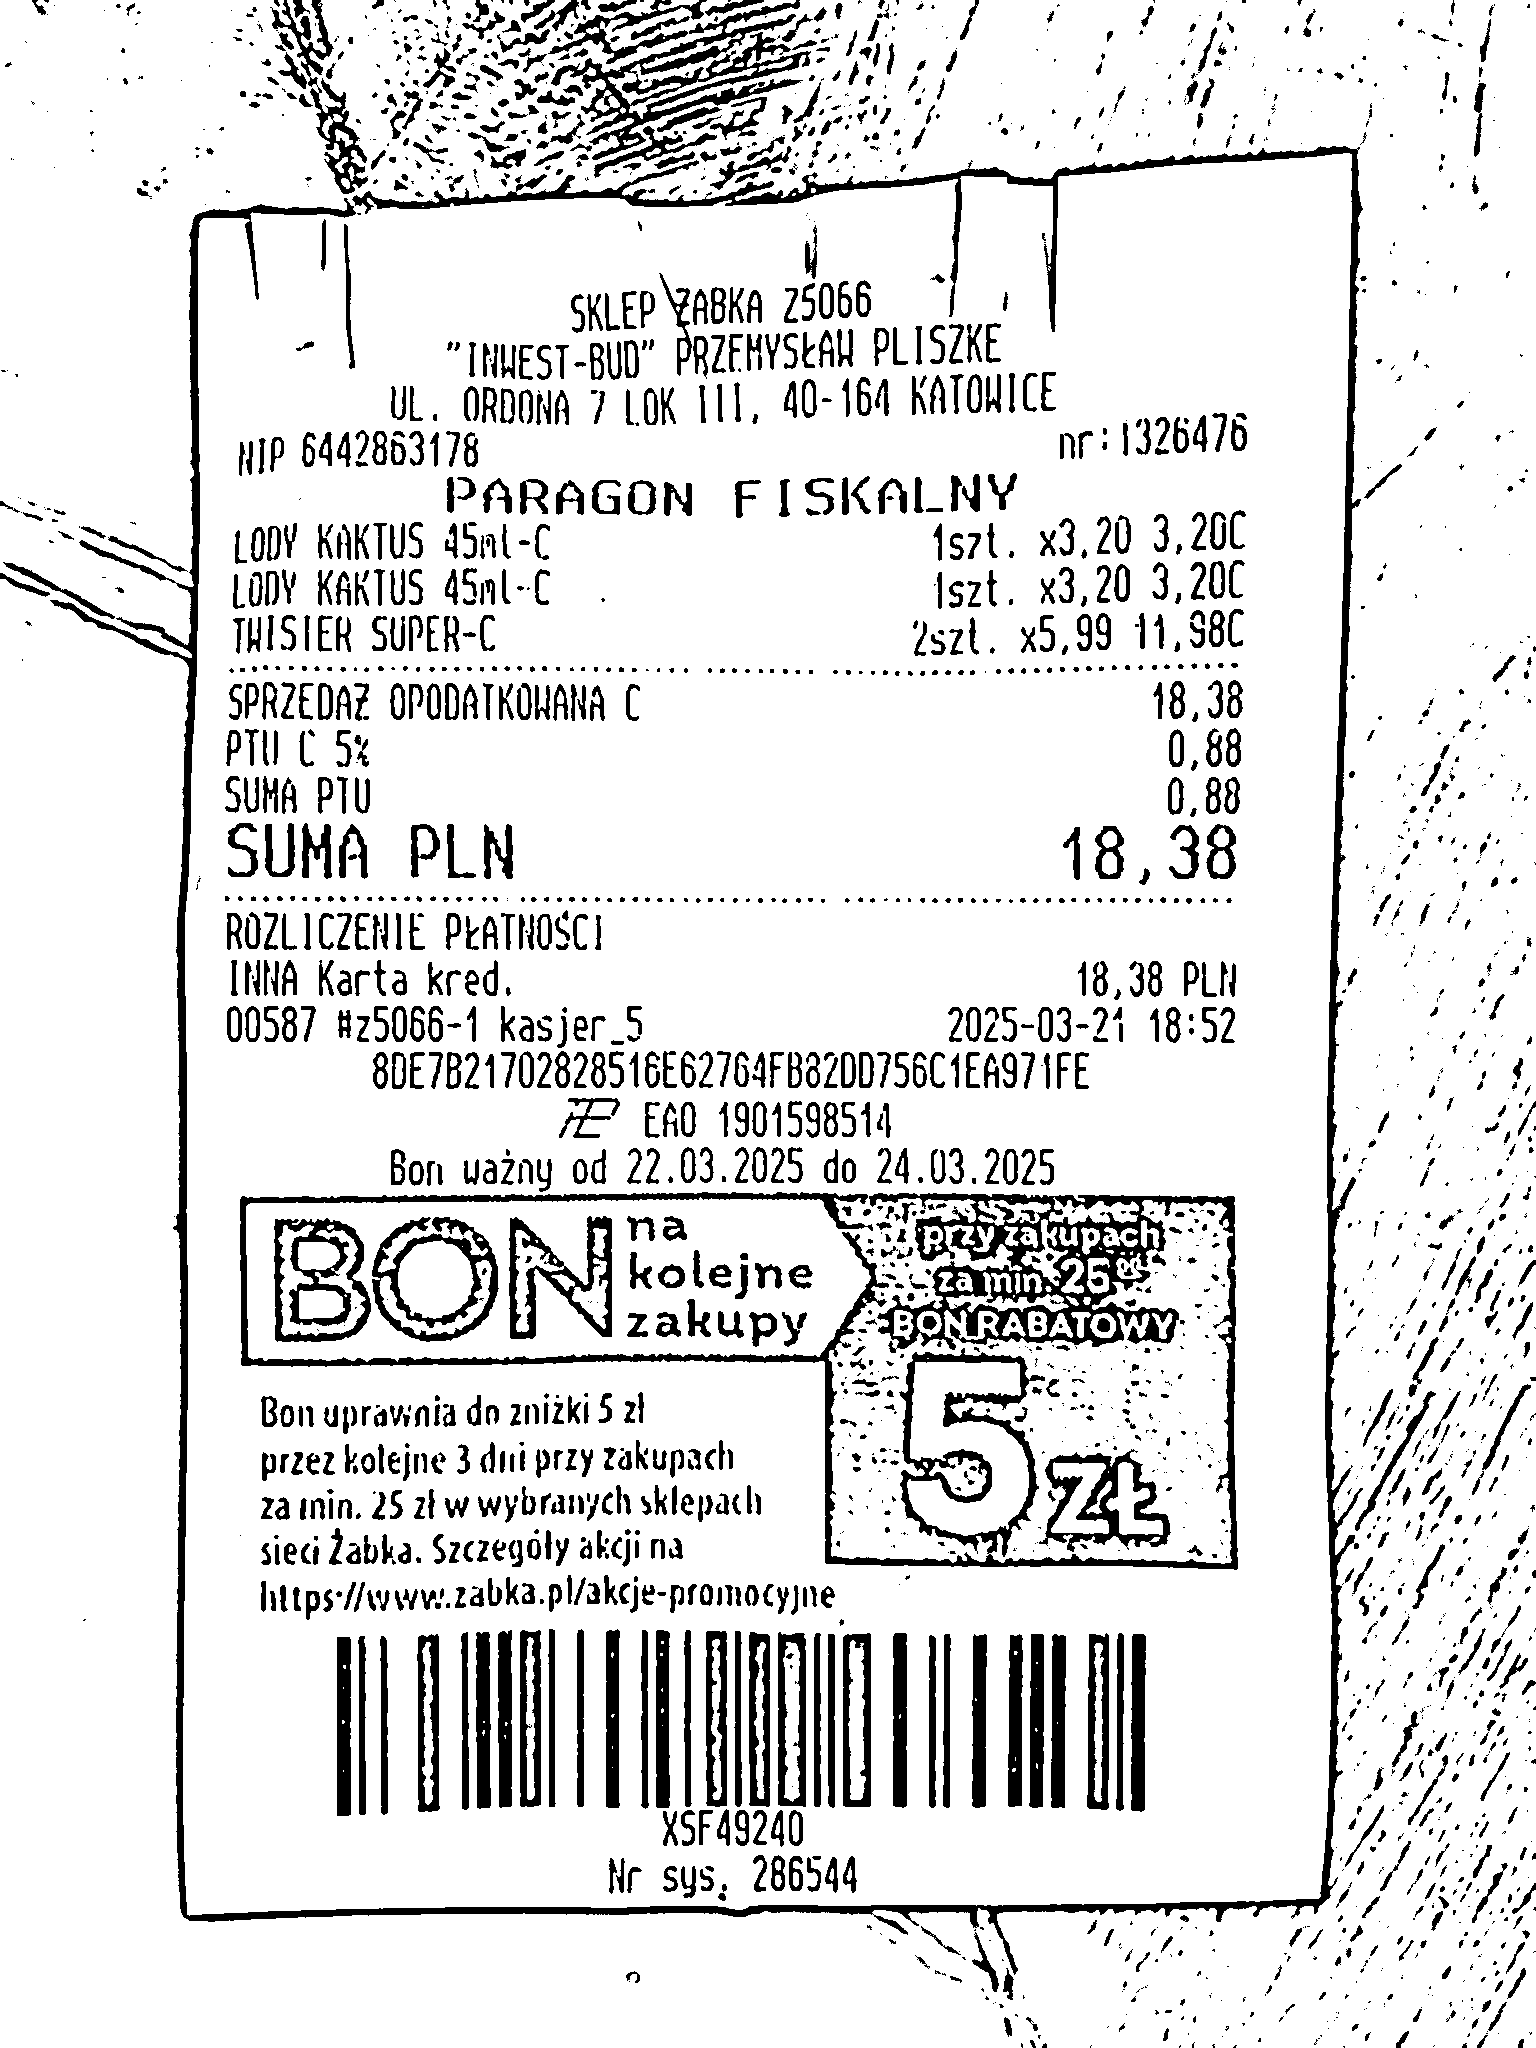 SKLEP ŻABKA Z5066
"INWEST-BUD" PRZEMYSŁAW PLISZKE
UL. ORDONA 7 LOK III, 40-164 KATOWICE
NIP 6442863178 nr:1326476
PARAGON FISKALNY
LODY KAKTUS 45ml-C 1szt. x3,20 3,20C
LODY KAKTUS 45ml-C 1szt. x3,20 3,20C
TWISTER SUPER-C 2szt. x5,99 11,98C
SPRZEDAŻ OPODATKOWANA C 18,38
PTU C 5% 0,88
SUMA PTU 0,88
SUMA PLN 18,38
ROZLICZENIE PŁATNOŚCI
INNA Karta kred. 18,38 PLN
00587 #z5066-1 kasjer_5 2025-03-21 18:52
8DE7B21702828516E62764FB82DD756C1EA971FE
EAO 1901598514
Bon ważny od 22.03.2025 do 24.03.2025
BON na
kolejne
zakupy
przy zakupach
za min. 25
BON RABATOWY
5 ZŁ
Bon uprawnia do zniżki 5 zł
przez kolejne 3 dni przy zakupach
za min. 25 zł w wybranych sklepach
sieci Żabka. Szczegóły akcji na
https://www.zabka.pl/akcje-promocyjne
XSF49240
Nr sys. 286544